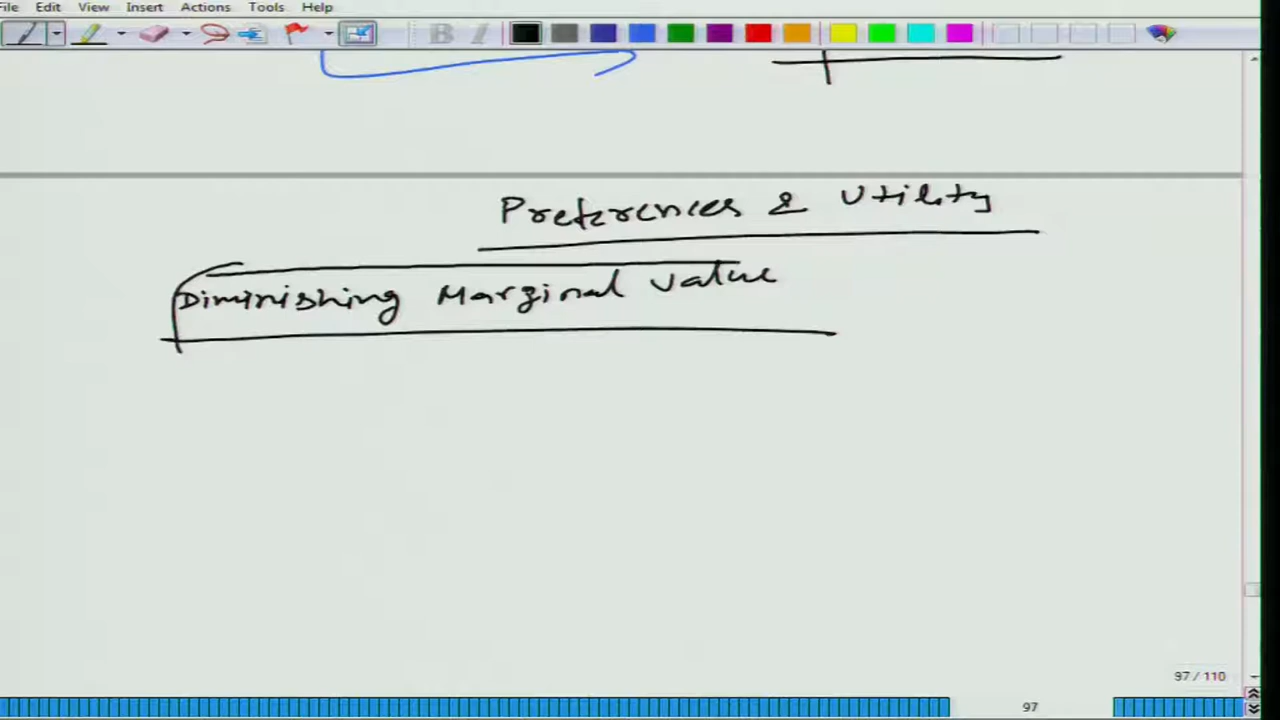 File Edit View Insert Actions Tools Help
B I
Preferences & Utility
Diminishing Marginal Value
97 / 110
97